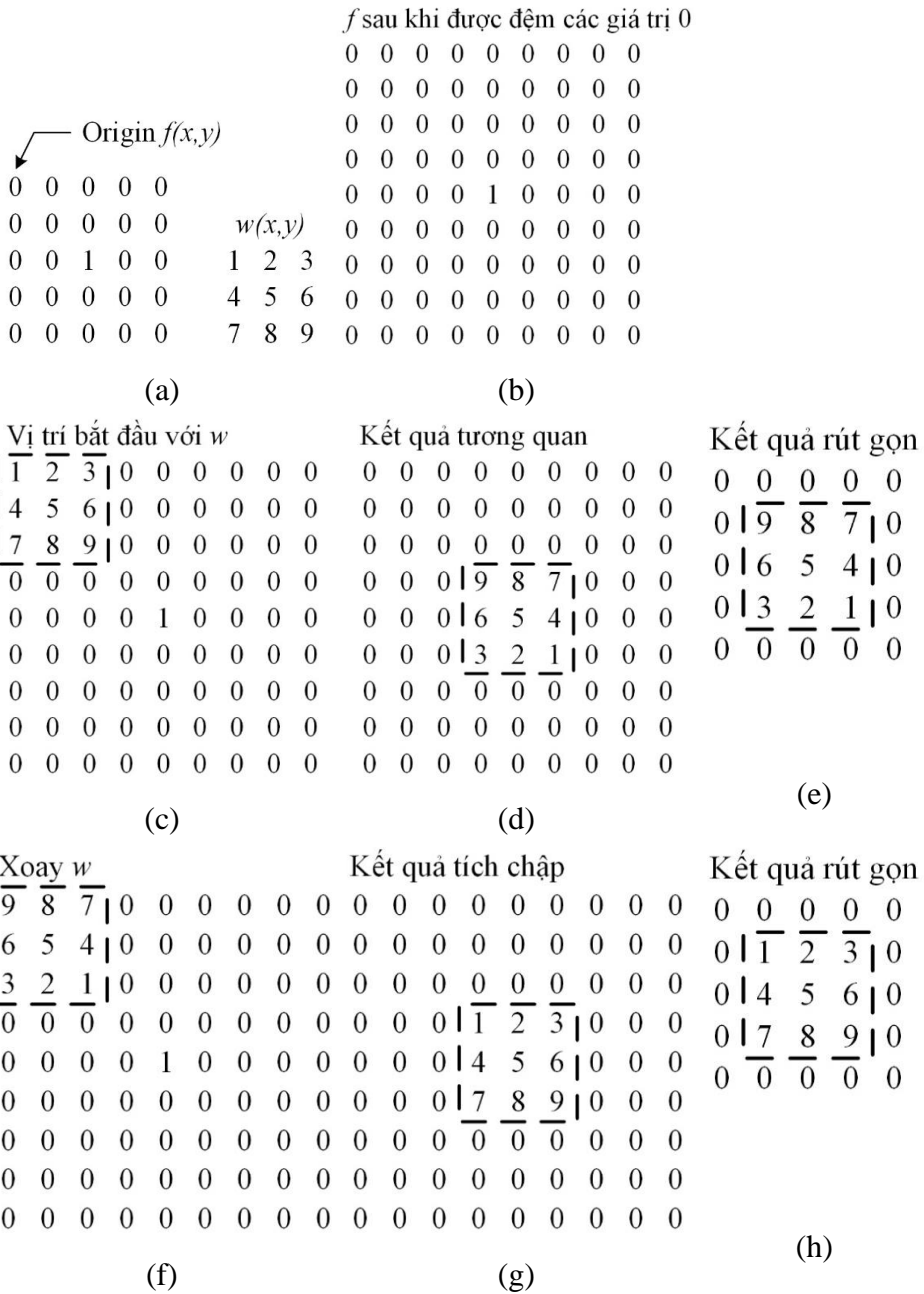 Origin f(x,y)
0 0 0 0 0
0 0 0 0 0
0 0 1 0 0
0 0 0 0 0
0 0 0 0 0
w(x,y)
1 2 3
4 5 6
7 8 9
(a)
f sau khi được đệm các giá trị 0
0 0 0 0 0 0 0 0 0
0 0 0 0 0 0 0 0 0
0 0 0 0 0 0 0 0 0
0 0 0 0 0 0 0 0 0
0 0 0 0 1 0 0 0 0
0 0 0 0 0 0 0 0 0
0 0 0 0 0 0 0 0 0
0 0 0 0 0 0 0 0 0
0 0 0 0 0 0 0 0 0
(b)
Vị trí bắt đầu với w
1 2 3 0 0 0 0 0 0
4 5 6 0 0 0 0 0 0
7 8 9 0 0 0 0 0 0
0 0 0 0 0 0 0 0 0
0 0 0 0 1 0 0 0 0
0 0 0 0 0 0 0 0 0
0 0 0 0 0 0 0 0 0
0 0 0 0 0 0 0 0 0
0 0 0 0 0 0 0 0 0
(c)
Kết quả tương quan
0 0 0 0 0 0 0 0 0
0 0 0 0 0 0 0 0 0
0 0 0 0 0 0 0 0 0
0 0 0 9 8 7 0 0 0
0 0 0 6 5 4 0 0 0
0 0 0 3 2 1 0 0 0
0 0 0 0 0 0 0 0 0
0 0 0 0 0 0 0 0 0
0 0 0 0 0 0 0 0 0
(d)
Kết quả rút gọn
0 0 0 0 0
0 9 8 7 0
0 6 5 4 0
0 3 2 1 0
0 0 0 0 0
(e)
Xoay w
9 8 7 0 0 0 0 0 0
6 5 4 0 0 0 0 0 0
3 2 1 0 0 0 0 0 0
0 0 0 0 0 0 0 0 0
0 0 0 0 1 0 0 0 0
0 0 0 0 0 0 0 0 0
0 0 0 0 0 0 0 0 0
0 0 0 0 0 0 0 0 0
0 0 0 0 0 0 0 0 0
(f)
Kết quả tích chập
0 0 0 0 0 0 0 0 0
0 0 0 0 0 0 0 0 0
0 0 0 0 0 0 0 0 0
0 0 0 1 2 3 0 0 0
0 0 0 4 5 6 0 0 0
0 0 0 7 8 9 0 0 0
0 0 0 0 0 0 0 0 0
0 0 0 0 0 0 0 0 0
0 0 0 0 0 0 0 0 0
(g)
Kết quả rút gọn
0 0 0 0 0
0 1 2 3 0
0 4 5 6 0
0 7 8 9 0
0 0 0 0 0
(h)